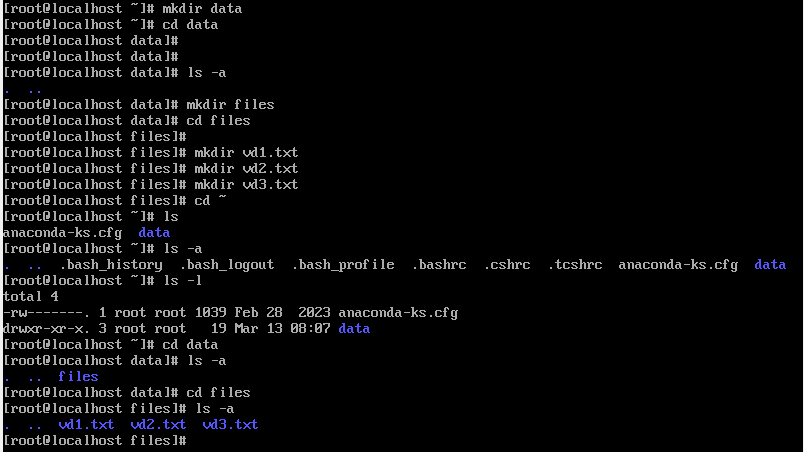 [root@localhost ~]# mkdir data
[root@localhost ~]# cd data
[root@localhost data]#
[root@localhost data]#
[root@localhost data]# ls -a
.  ..
[root@localhost data]# mkdir files
[root@localhost data]# cd files
[root@localhost files]#
[root@localhost files]# mkdir vd1.txt
[root@localhost files]# mkdir vd2.txt
[root@localhost files]# mkdir vd3.txt
[root@localhost files]# cd ~
[root@localhost ~]# ls
anaconda-ks.cfg  data
[root@localhost ~]# ls -a
.  ..  .bash_history  .bash_logout  .bash_profile  .bashrc  .cshrc  .tcshrc  anaconda-ks.cfg  data
[root@localhost ~]# ls -l
total 4
-rw-------. 1 root root 1039 Feb 28  2023 anaconda-ks.cfg
drwxr-xr-x. 3 root root   19 Mar 13 08:07 data
[root@localhost ~]# cd data
[root@localhost data]# ls -a
.  ..  files
[root@localhost data]# cd files
[root@localhost files]# ls -a
.  ..  vd1.txt  vd2.txt  vd3.txt
[root@localhost files]#